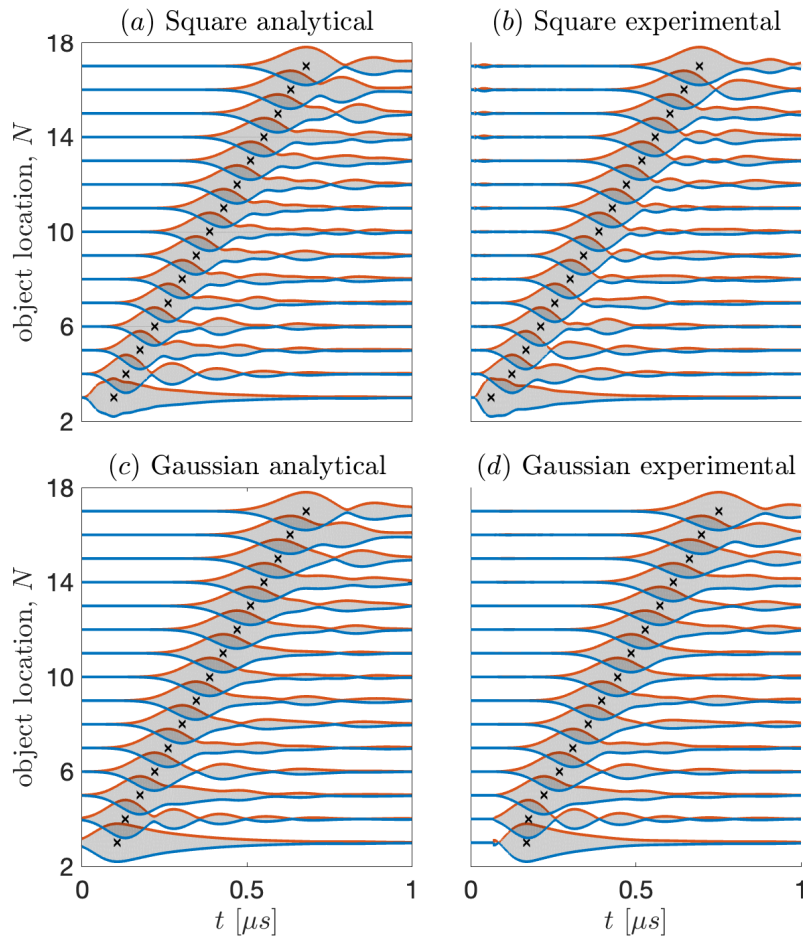 (a) Square analytical
(b) Square experimental
18
14
10
6
2
object location, N
(c) Gaussian analytical
(d) Gaussian experimental
18
14
10
6
2
object location, N
0
0.5
1
0
0.5
1
t [μs]
t [μs]